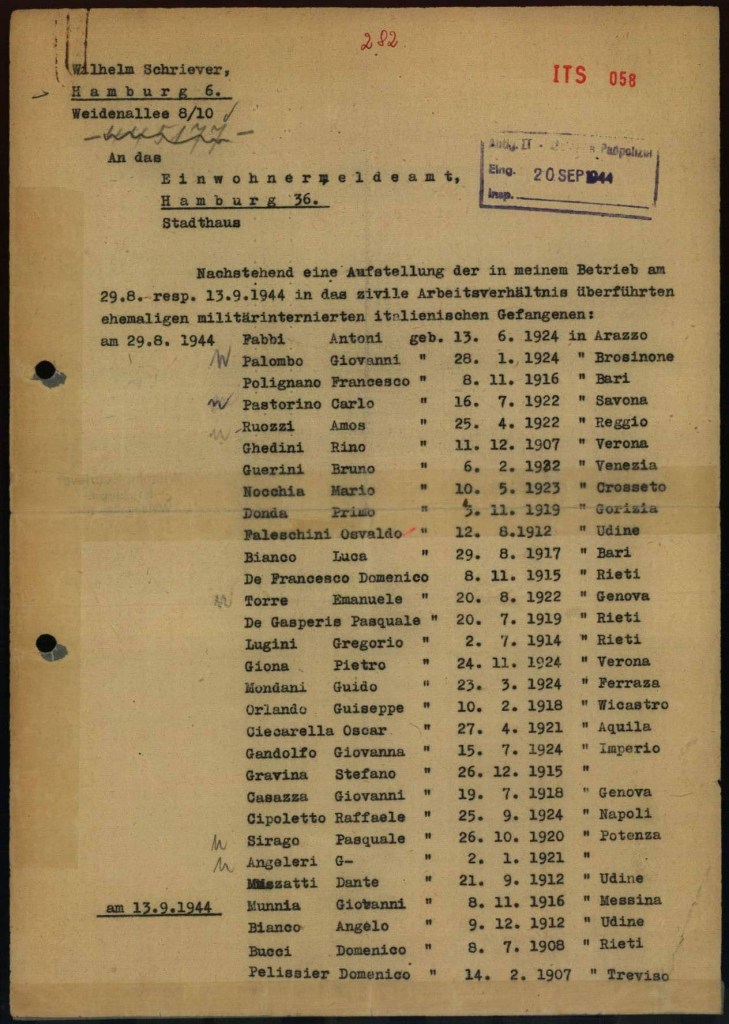 282
ITS 058
Wilhelm Schriever,
Hamburg 6.
Weidenallee 8/10
An das
Einwohnermeldeamt,
Hamburg 36.
Stadthaus
Abtlg. II - Paßpolizei
Eing. 20 SEP 1944
Insp.
Nachstehend eine Aufstellung der in meinem Betrieb am
29.8. resp. 13.9.1944 in das zivile Arbeitsverhältnis überführten
ehemaligen militärinternierten italienischen Gefangenen:
am 29.8. 1944 Fabbi Antoni geb. 13. 6. 1924 in Arazzo
Palombo Giovanni " 28. 1. 1924 " Brosinone
Polignano Francesco " 8. 11. 1916 " Bari
Pastorino Carlo " 16. 7. 1922 " Savona
Ruozzi Amos " 25. 4. 1922 " Reggio
Ghedini Rino " 11. 12. 1907 " Verona
Guerini Bruno " 6. 2. 1922 " Venezia
Nocchia Mario " 10. 5. 1923 " Crosseto
Donda Primo " 11. 1919 " Gorizia
Faleschini Osvaldo " 12. 8.1912 " Udine
Bianco Luca " 29. 8. 1917 " Bari
De Francesco Domenico 8. 11. 1915 " Rieti
Torre Emanuele " 20. 8. 1922 " Genova
De Gasperis Pasquale " 20. 7. 1919 " Rieti
Lugini Gregorio " 2. 7. 1914 " Rieti
Giona Pietro " 24. 11. 1924 " Verona
Mondani Guido " 23. 3. 1924 " Ferraza
Orlando Guiseppe " 10. 2. 1918 " Wicastro
Ciecarella Oscar " 27. 4. 1921 " Aquila
Gandolfo Giovanna " 15. 7. 1924 " Imperio
Gravina Stefano " 26. 12. 1915 "
Casazza Giovanni " 19. 7. 1918 " Genova
Cipoletto Raffaele " 25. 9. 1924 " Napoli
Sirago Pasquale " 26. 10. 1920 " Potenza
Angeleri G- " 2. 1. 1921 "
Dante " 21. 9. 1912 " Udine
am 13.9.1944 Munnia Giovanni " 8. 11. 1916 " Messina
Bianco Angelo " 9. 12. 1912 " Udine
Bucci Domenico " 8. 7. 1908 " Rieti
Pelissier Domenico " 14. 2. 1907 " Treviso